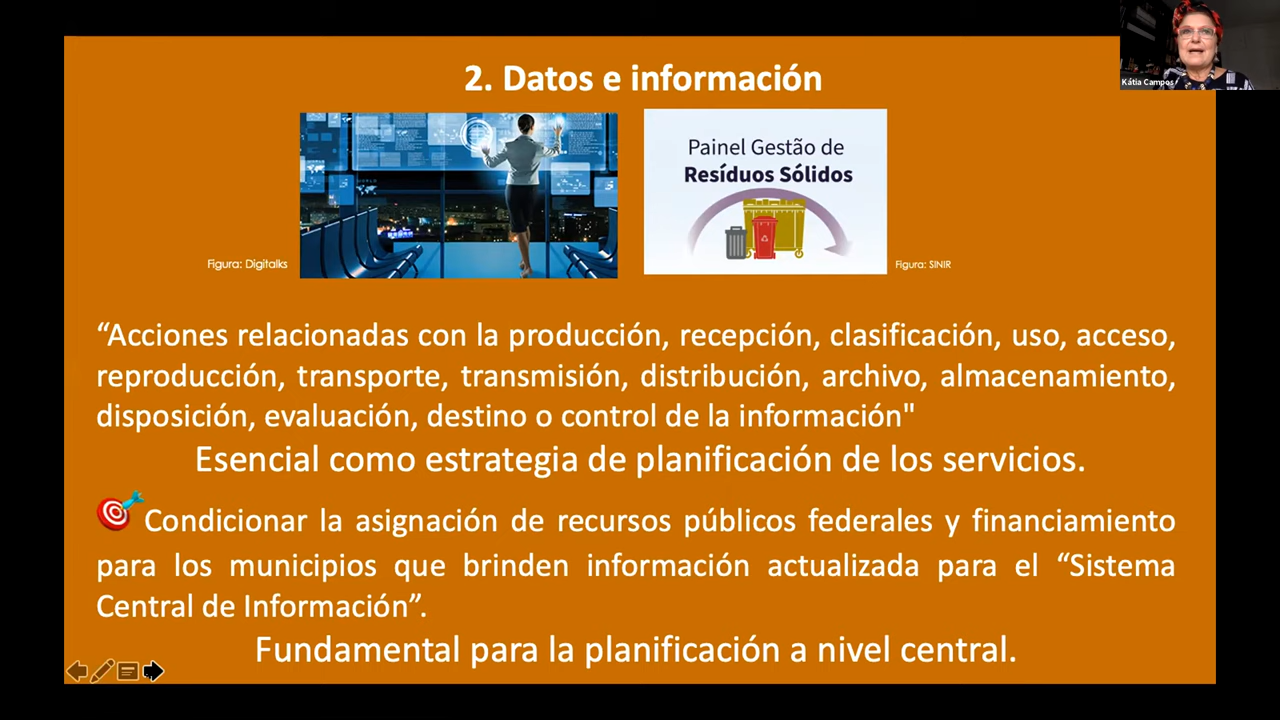 Kátia Campos
2. Datos e información
Painel Gestão de
Resíduos Sólidos
Figura: Digitalks
Figura: SINIR
“Acciones relacionadas con la producción, recepción, clasificación, uso, acceso,
reproducción, transporte, transmisión, distribución, archivo, almacenamiento,
disposición, evaluación, destino o control de la información"
Esencial como estrategia de planificación de los servicios.
Condicionar la asignación de recursos públicos federales y financiamiento
para los municipios que brinden información actualizada para el “Sistema
Central de Información”.
Fundamental para la planificación a nivel central.